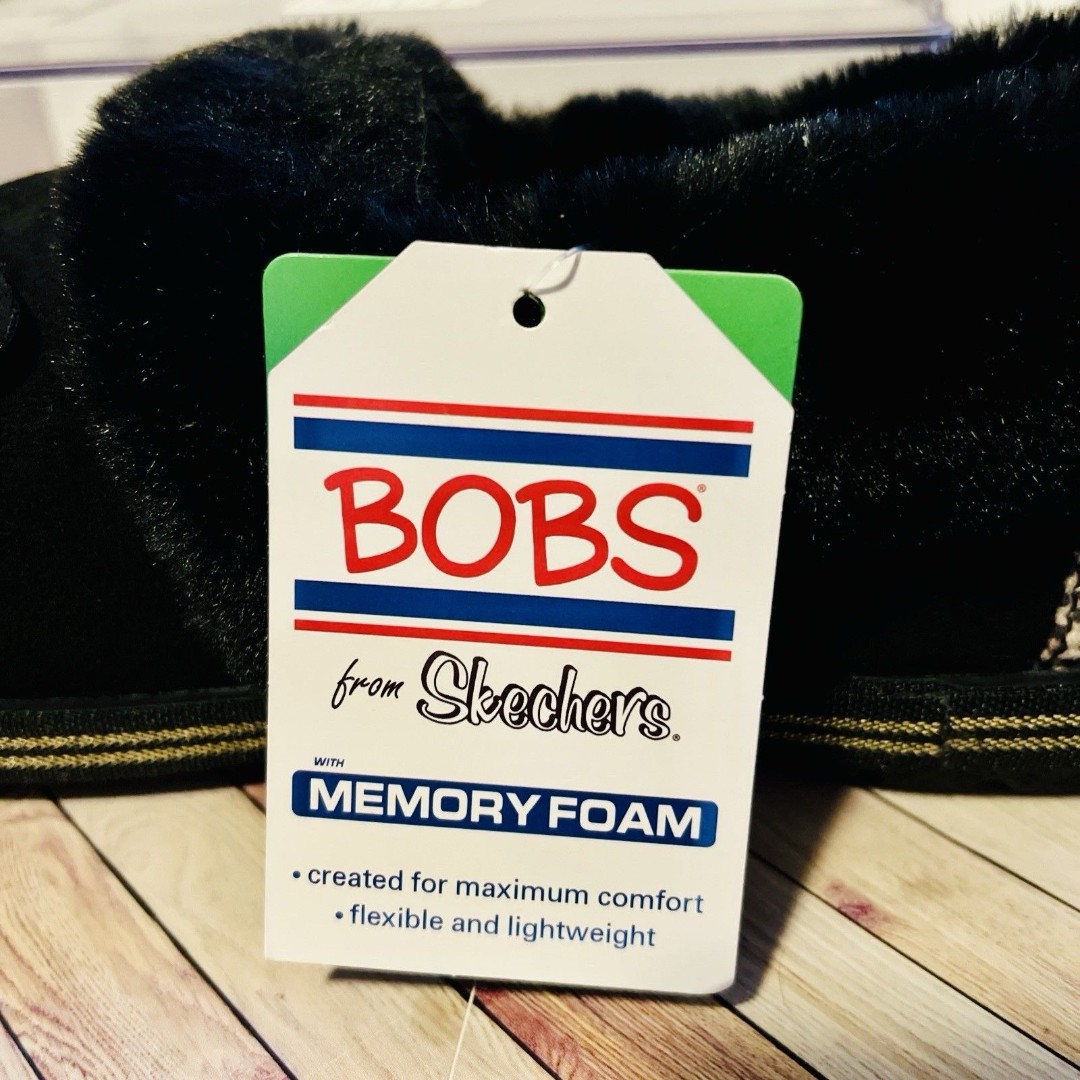 BOBS®
from Skechers®
WITH
MEMORY FOAM
• created for maximum comfort
• flexible and lightweight